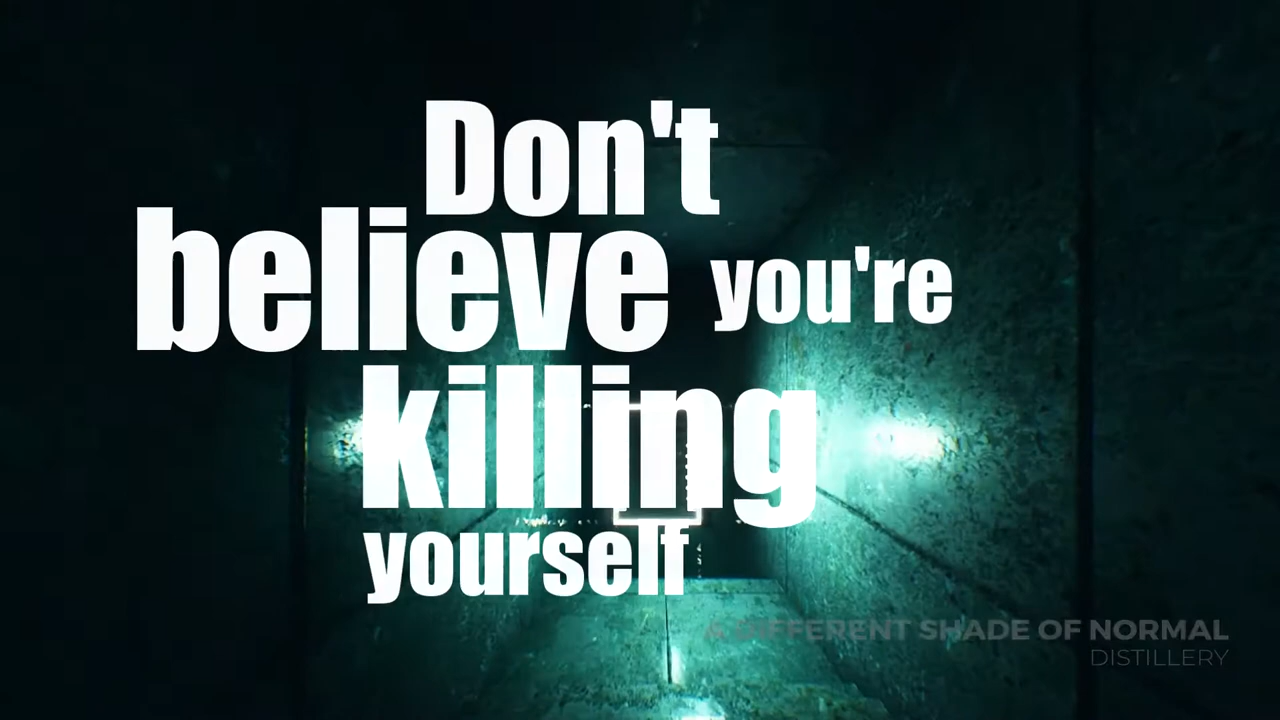 Don't
believe you're
killing
yourself
A DIFFERENT SHADE OF NORMAL
DISTILLERY